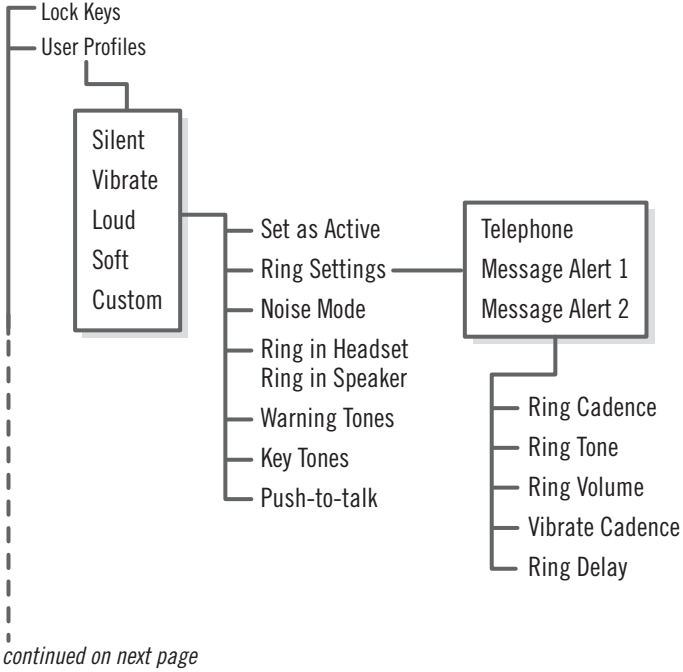 Lock Keys
User Profiles
Silent
Vibrate
Loud
Soft
Custom
Set as Active
Ring Settings
Noise Mode
Ring in Headset
Ring in Speaker
Warning Tones
Key Tones
Push-to-talk
Telephone
Message Alert 1
Message Alert 2
Ring Cadence
Ring Tone
Ring Volume
Vibrate Cadence
Ring Delay
continued on next page